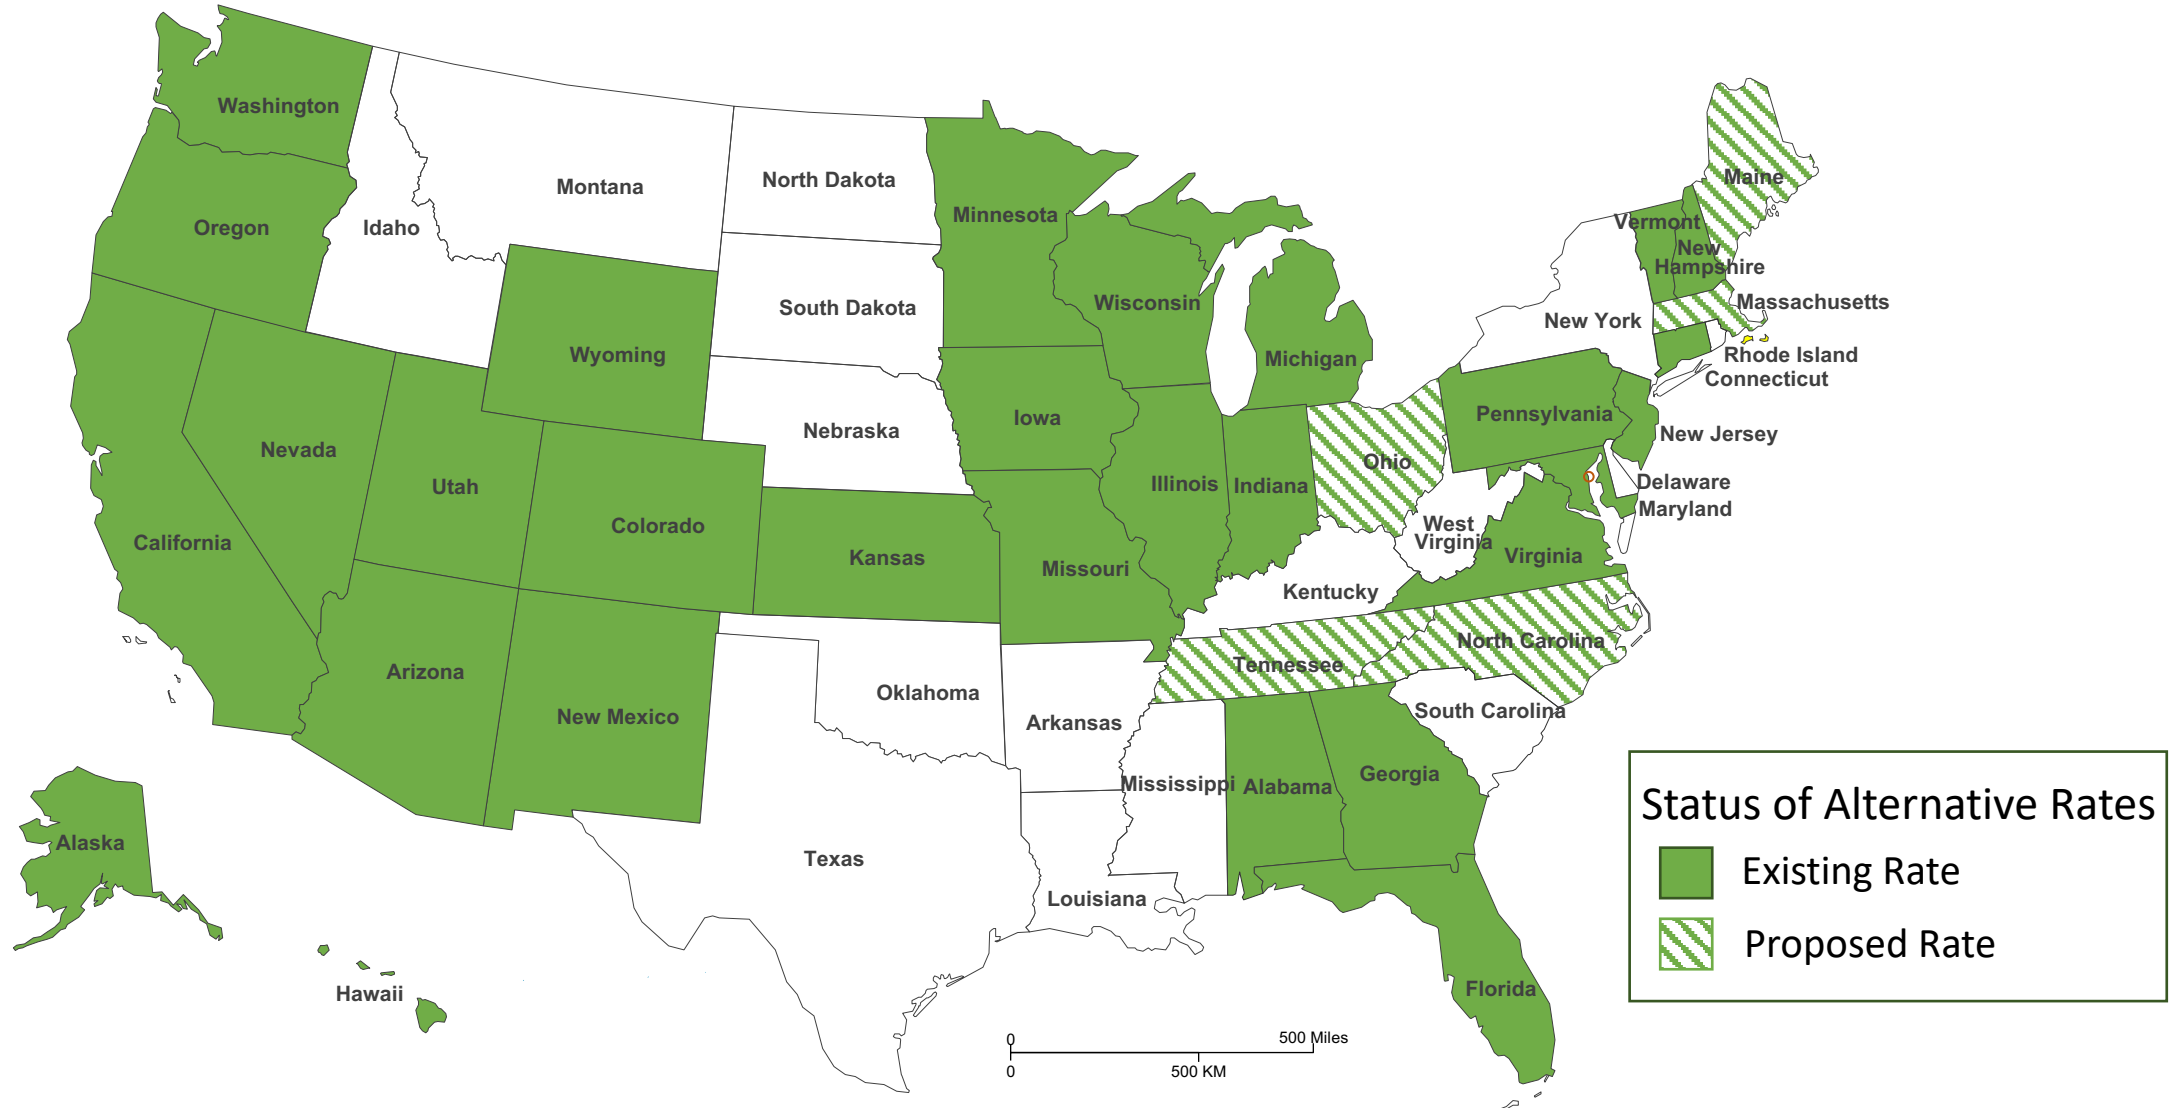 Washington
Montana
North Dakota
Maine
Minnesota
Oregon
Idaho
Vermont
New
Hampshire
South Dakota
Wisconsin
Massachusetts
New York
Wyoming
Michigan
Rhode Island
Connecticut
Nebraska
Iowa
Pennsylvania
New Jersey
Nevada
Ohio
Utah
Illinois
Indiana
Delaware
Maryland
Colorado
West
Virginia
California
Kansas
Missouri
Virginia
Kentucky
North Carolina
Arizona
Tennessee
Oklahoma
New Mexico
Arkansas
South Carolina
Georgia
Mississippi
Alabama
Alaska
Texas
Louisiana
Hawaii
Florida
Status of Alternative Rates
Existing Rate
Proposed Rate
0
500 Miles
0
500 KM